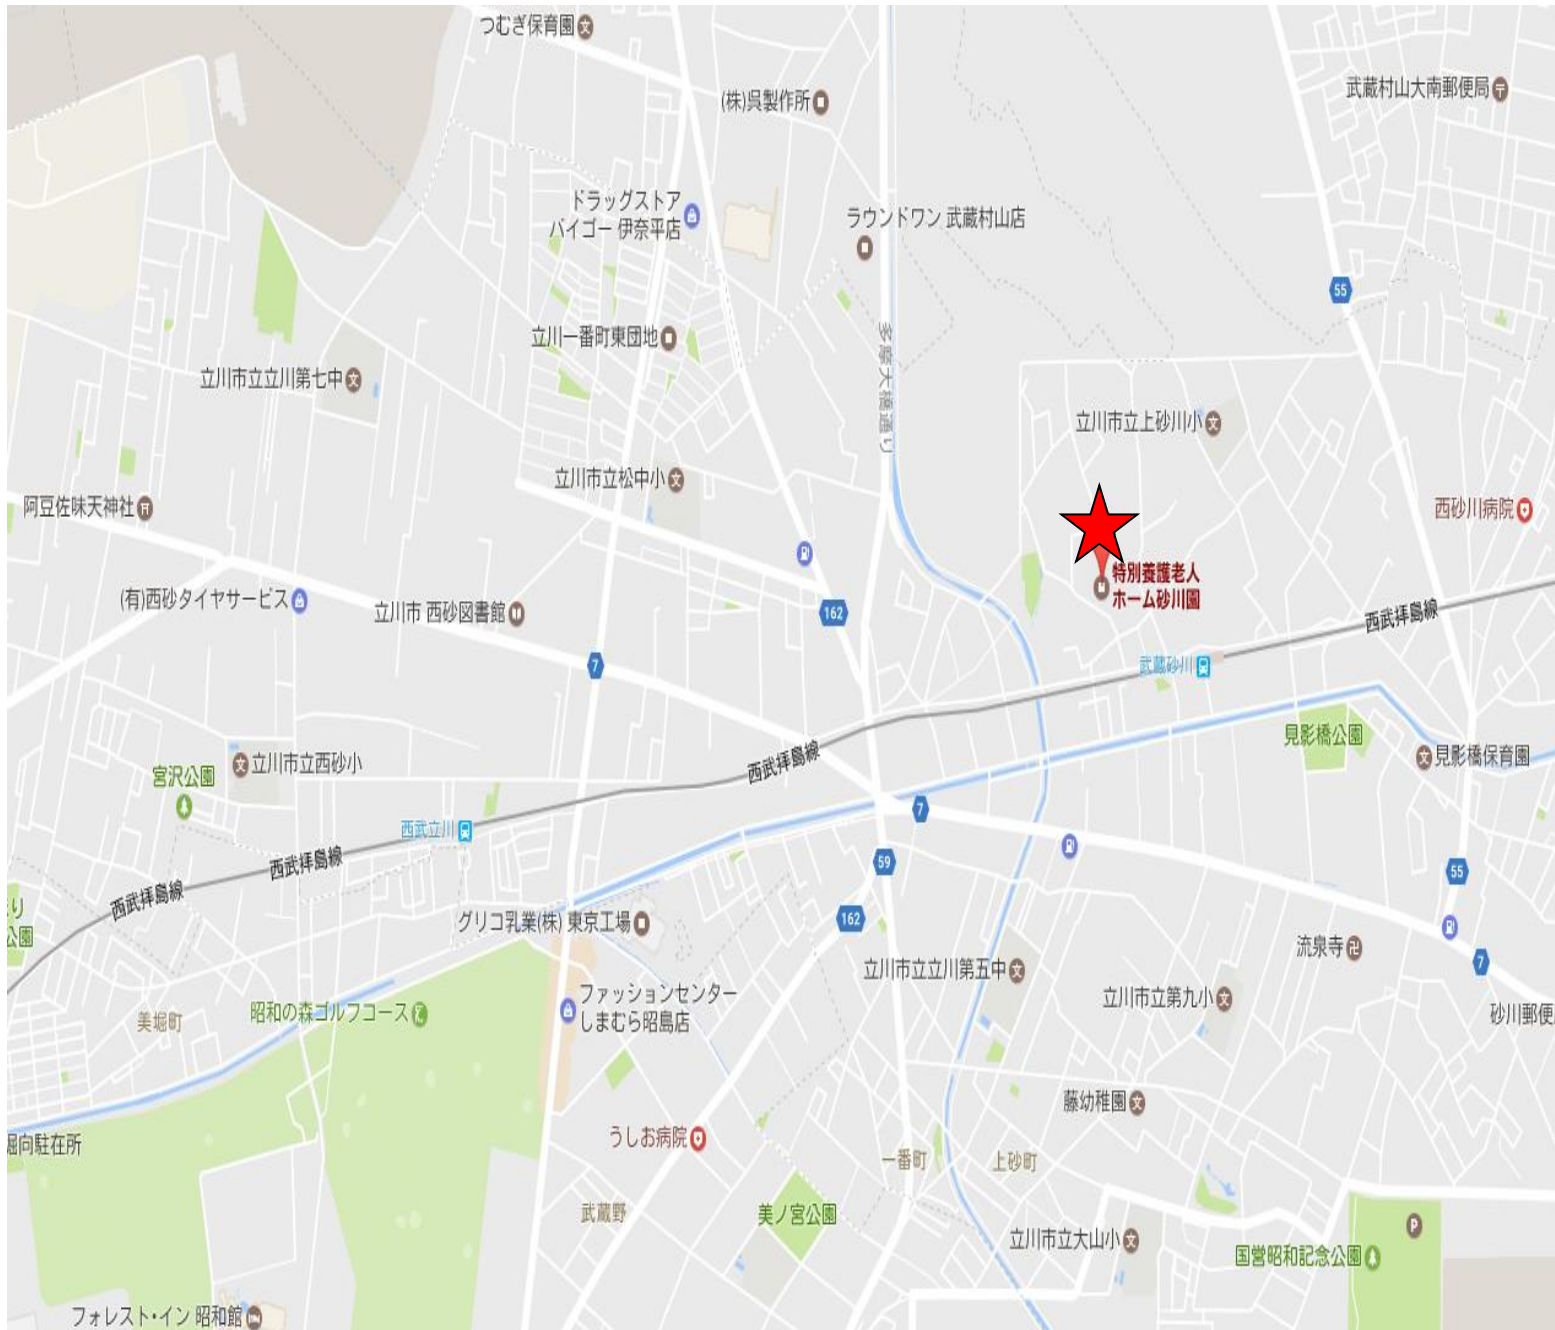 つむぎ保育園
武蔵村山大南郵便局
(株)呉製作所
ドラッグストア
バイゴー 伊奈平店
ラウンドワン 武蔵村山店
55
立川一番町東団地
多摩大橋通り
立川市立立川第七中
立川市立上砂川小
立川市立松中小
阿豆佐味天神社
西砂川病院
特別養護老人
ホーム砂川園
(有)西砂タイヤサービス
立川市 西砂図書館
162
西武拝島線
7
武蔵砂川
見影橋公園
見影橋保育園
立川市立西砂小
宮沢公園
西武拝島線
7
西武立川
西武拝島線
59
55
西武拝島線
公園
グリコ乳業(株) 東京工場
162
流泉寺
7
立川市立立川第五中
ファッションセンター
しまむら昭島店
立川市立第九小
昭和の森ゴルフコース
美堀町
砂川郵便
藤幼稚園
堀向駐在所
うしお病院
一番町
上砂町
武蔵野
美ノ宮公園
立川市立大山小
P
国営昭和記念公園
フォレスト・イン 昭和館